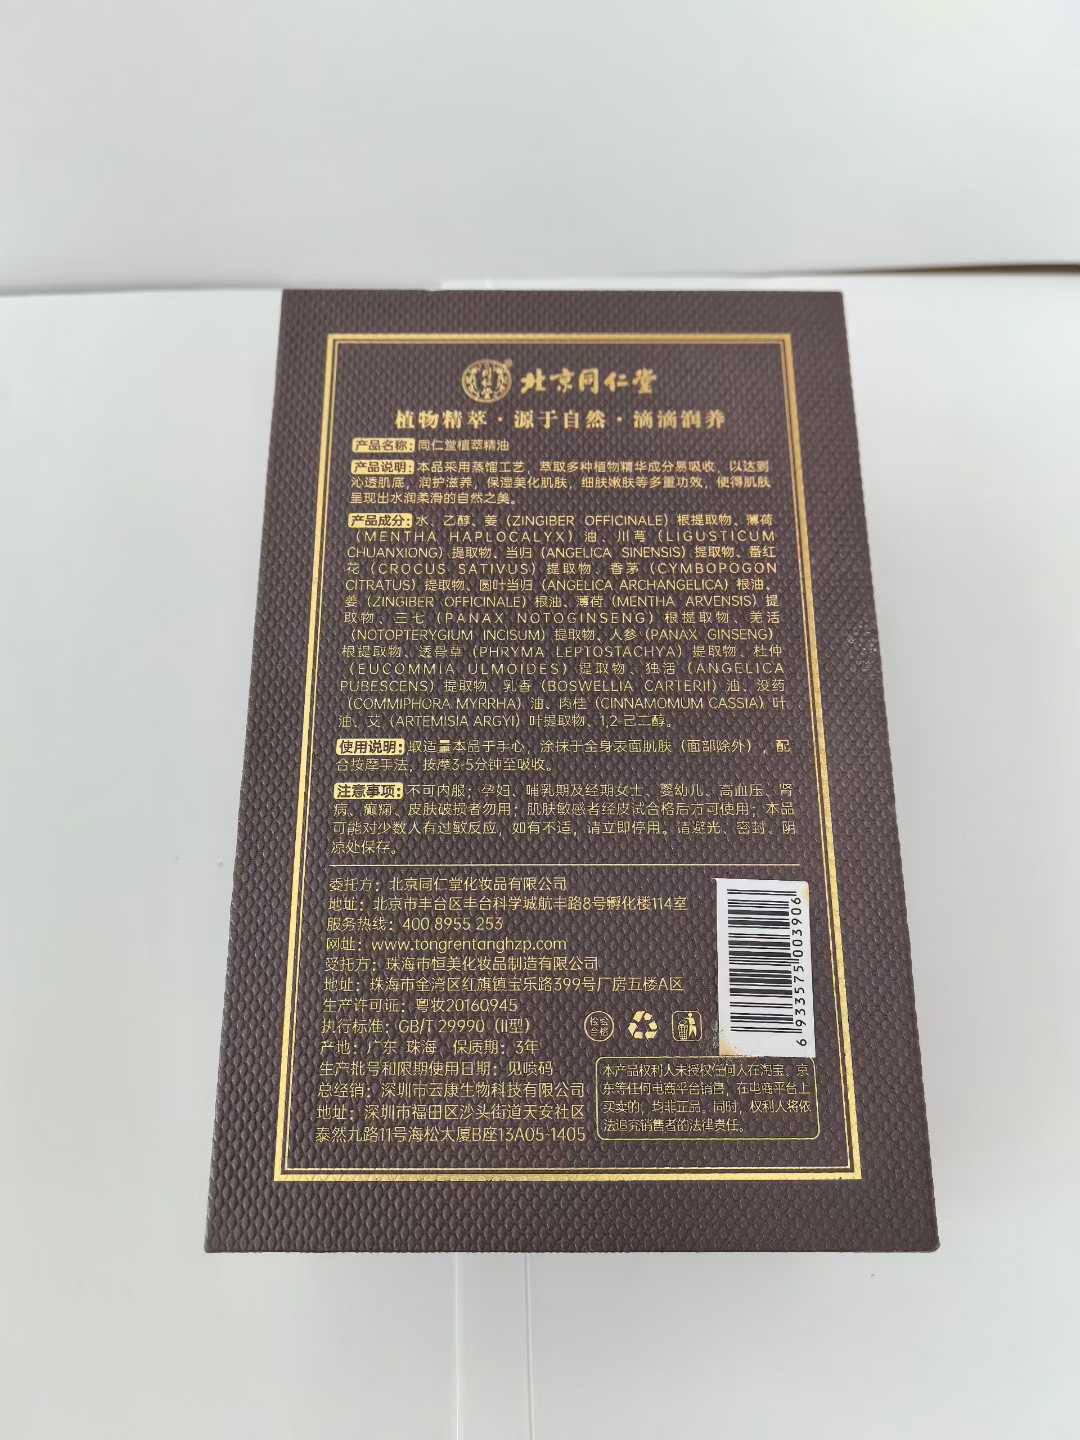 同仁堂 ® 北京同仁堂
植物精萃·源于自然·滴滴润养
产品名称: 同仁堂植萃精油
产品说明: 本品采用蒸馏工艺，萃取多种植物精华成分易吸收，以达到
沁透肌底，润护滋养，保湿美化肌肤，细肤嫩肤等多重功效，使得肌肤
呈现出水润柔滑的自然之美。
产品成分: 水、乙醇、姜（ZINGIBER OFFICINALE）根提取物、薄荷
（MENTHA HAPLOCALYX）油、川芎（LIGUSTICUM
CHUANXIONG）提取物、当归（ANGELICA SINENSIS）提取物、番红
花（CROCUS SATIVUS）提取物、香茅（CYMBOPOGON
CITRATUS）提取物、圆叶当归（ANGELICA ARCHANGELICA）根油、
姜（ZINGIBER OFFICINALE）根油、薄荷（MENTHA ARVENSIS）提
取物、三七（PANAX NOTOGINSENG）根提取物、羌活
（NOTOPTERYGIUM INCISUM）提取物、人参（PANAX GINSENG）
根提取物、透骨草（PHRYMA LEPTOSTACHYA）提取物、杜仲
（EUCOMMIA ULMOIDES）提取物、独活（ANGELICA
PUBESCENS）提取物、乳香（BOSWELLIA CARTERII）油、没药
（COMMIPHORA MYRRHA）油、肉桂（CINNAMOMUM CASSIA）叶
油、艾（ARTEMISIA ARGYI）叶提取物、1,2-己二醇。
使用说明: 取适量本品于手心，涂抹于全身表面肌肤（面部除外），配
合按摩手法，按摩3-5分钟至吸收。
注意事项: 不可内服；孕妇、哺乳期及经期女士、婴幼儿、高血压、肾
病、癫痫、皮肤破损者勿用；肌肤敏感者经皮试合格后方可使用；本品
可能对少数人有过敏反应，如有不适，请立即停用。请避光、密封、阴
凉处保存。
委托方：北京同仁堂化妆品有限公司
地址：北京市丰台区丰台科学城航丰路8号孵化楼114室
服务热线：400 8955 253
网址：www.tongrentanghzp.com
受托方：珠海市恒美化妆品制造有限公司
地址：珠海市金湾区红旗镇宝乐路399号厂房五楼A区
生产许可证：粤妆20160945
执行标准：GB/T 29990（II型）
产地：广东 珠海 保质期：3年
生产批号和限期使用日期：见喷码
总经销：深圳市云康生物科技有限公司
地址：深圳市福田区沙头街道天安社区
泰然九路11号海松大厦B座13A05-1405
检验
合格
6 933575 003906
本产品权利人未授权任何人在淘宝、京
东等任何电商平台销售，在电商平台上
买卖的，均非正品。同时，权利人将依
法追究销售者的法律责任。